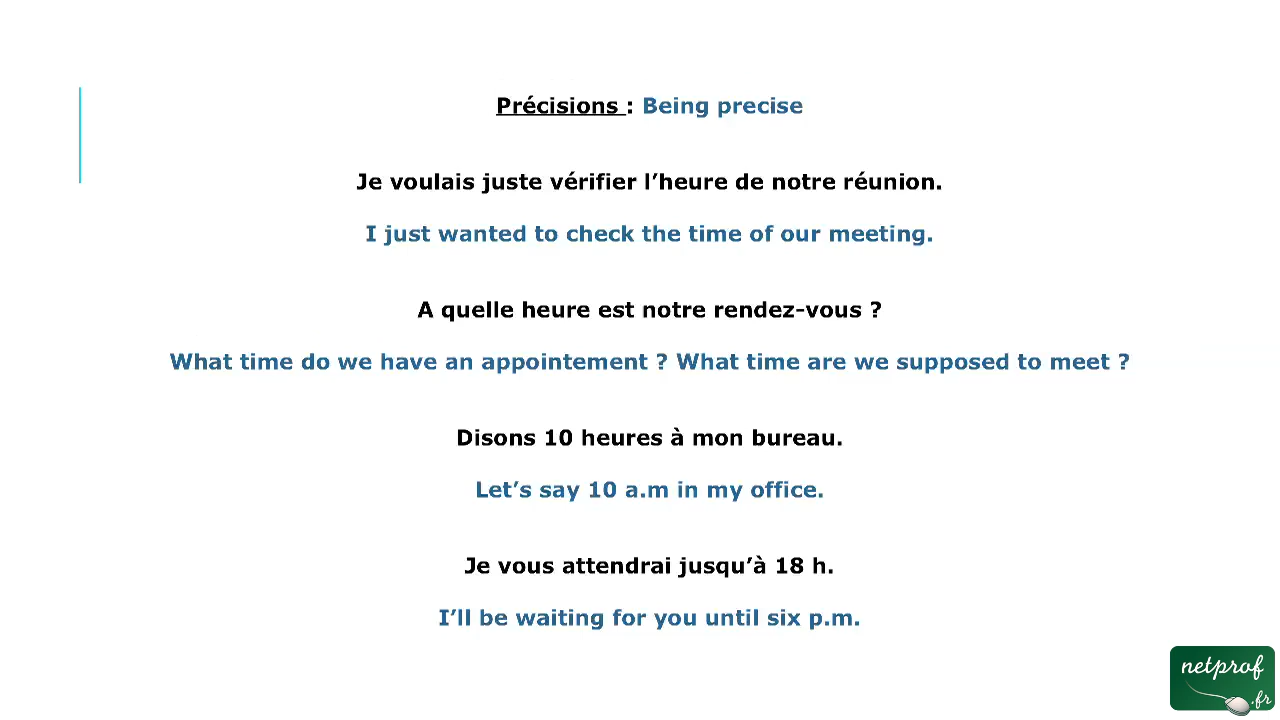 Précisions : Being precise
Je voulais juste vérifier l’heure de notre réunion.
I just wanted to check the time of our meeting.
A quelle heure est notre rendez-vous ?
What time do we have an appointement ? What time are we supposed to meet ?
Disons 10 heures à mon bureau.
Let’s say 10 a.m in my office.
Je vous attendrai jusqu’à 18 h.
I’ll be waiting for you until six p.m.
netprof
.fr